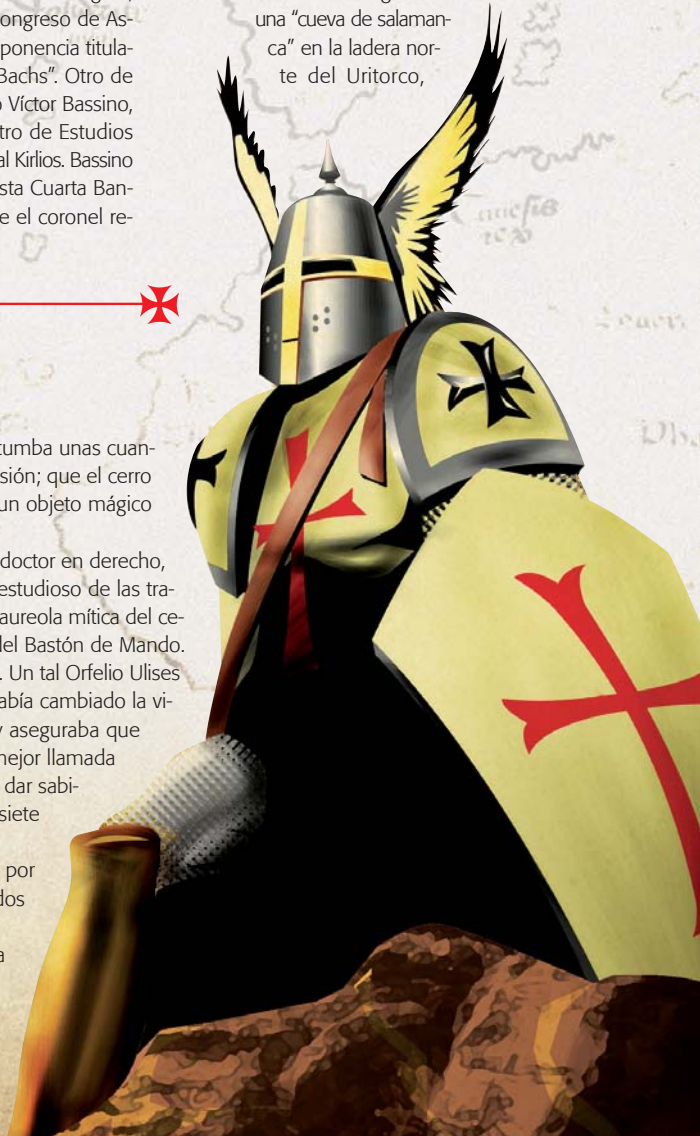 ongreso de As-
ponencia titula-
Bachs”. Otro de
o Víctor Bassino,
tro de Estudios
al Kirlios. Bassino
sta Cuarta Ban-
e el coronel re-
una “cueva de salaman-
ca” en la ladera nor-
te del Uritorco,
tumba unas cuan-
sión; que el cerro
un objeto mágico
doctor en derecho,
estudioso de las tra-
aureola mítica del ce-
del Bastón de Mando.
. Un tal Orfelio Ulises
abía cambiado la vi-
y aseguraba que
mejor llamada
dar sabi-
siete
por
dos
a